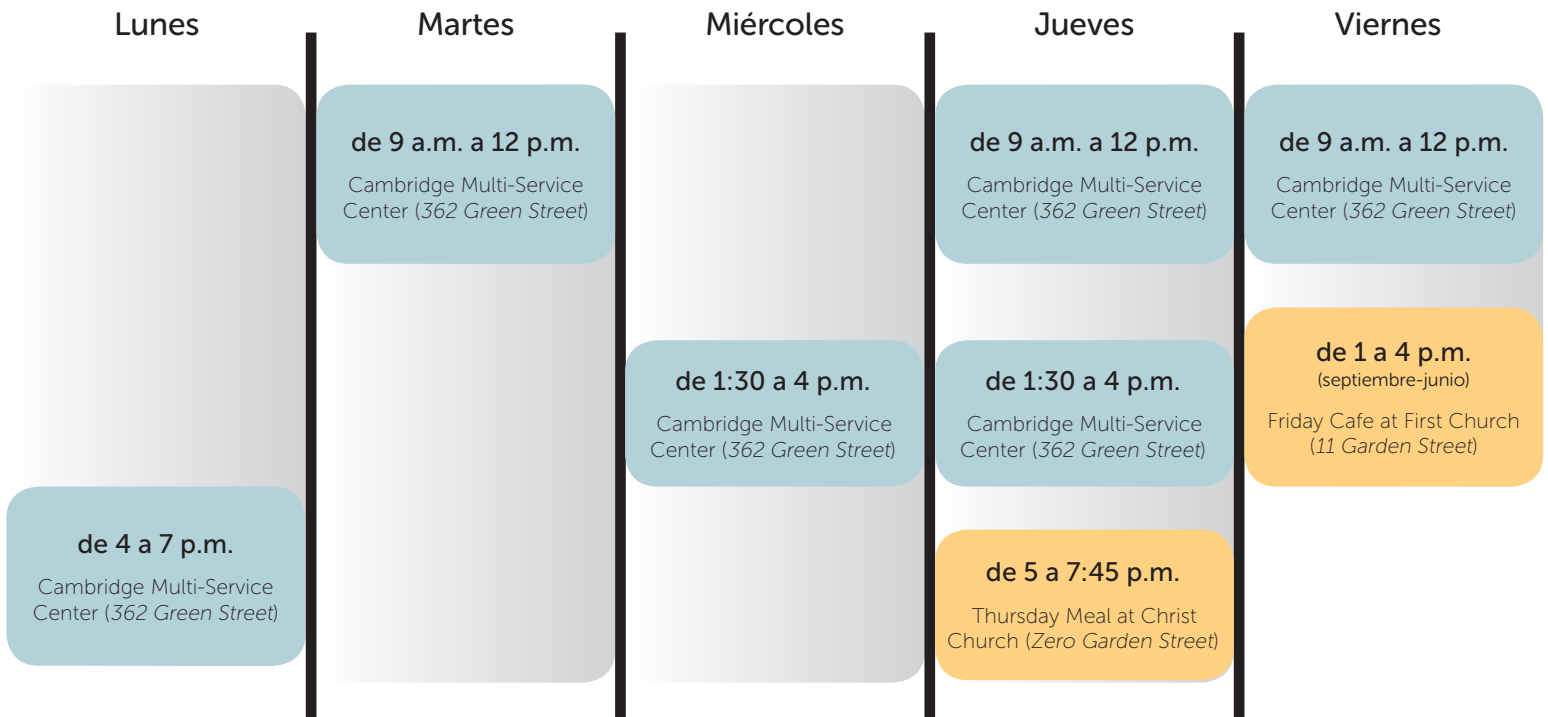 Lunes
Martes
Miércoles
Jueves
Viernes
de 4 a 7 p.m.
Cambridge Multi-Service
Center (362 Green Street)
de 9 a.m. a 12 p.m.
Cambridge Multi-Service
Center (362 Green Street)
de 1:30 a 4 p.m.
Cambridge Multi-Service
Center (362 Green Street)
de 9 a.m. a 12 p.m.
Cambridge Multi-Service
Center (362 Green Street)
de 1:30 a 4 p.m.
Cambridge Multi-Service
Center (362 Green Street)
de 5 a 7:45 p.m.
Thursday Meal at Christ
Church (Zero Garden Street)
de 9 a.m. a 12 p.m.
Cambridge Multi-Service
Center (362 Green Street)
de 1 a 4 p.m.
(septiembre-junio)
Friday Cafe at First Church
(11 Garden Street)